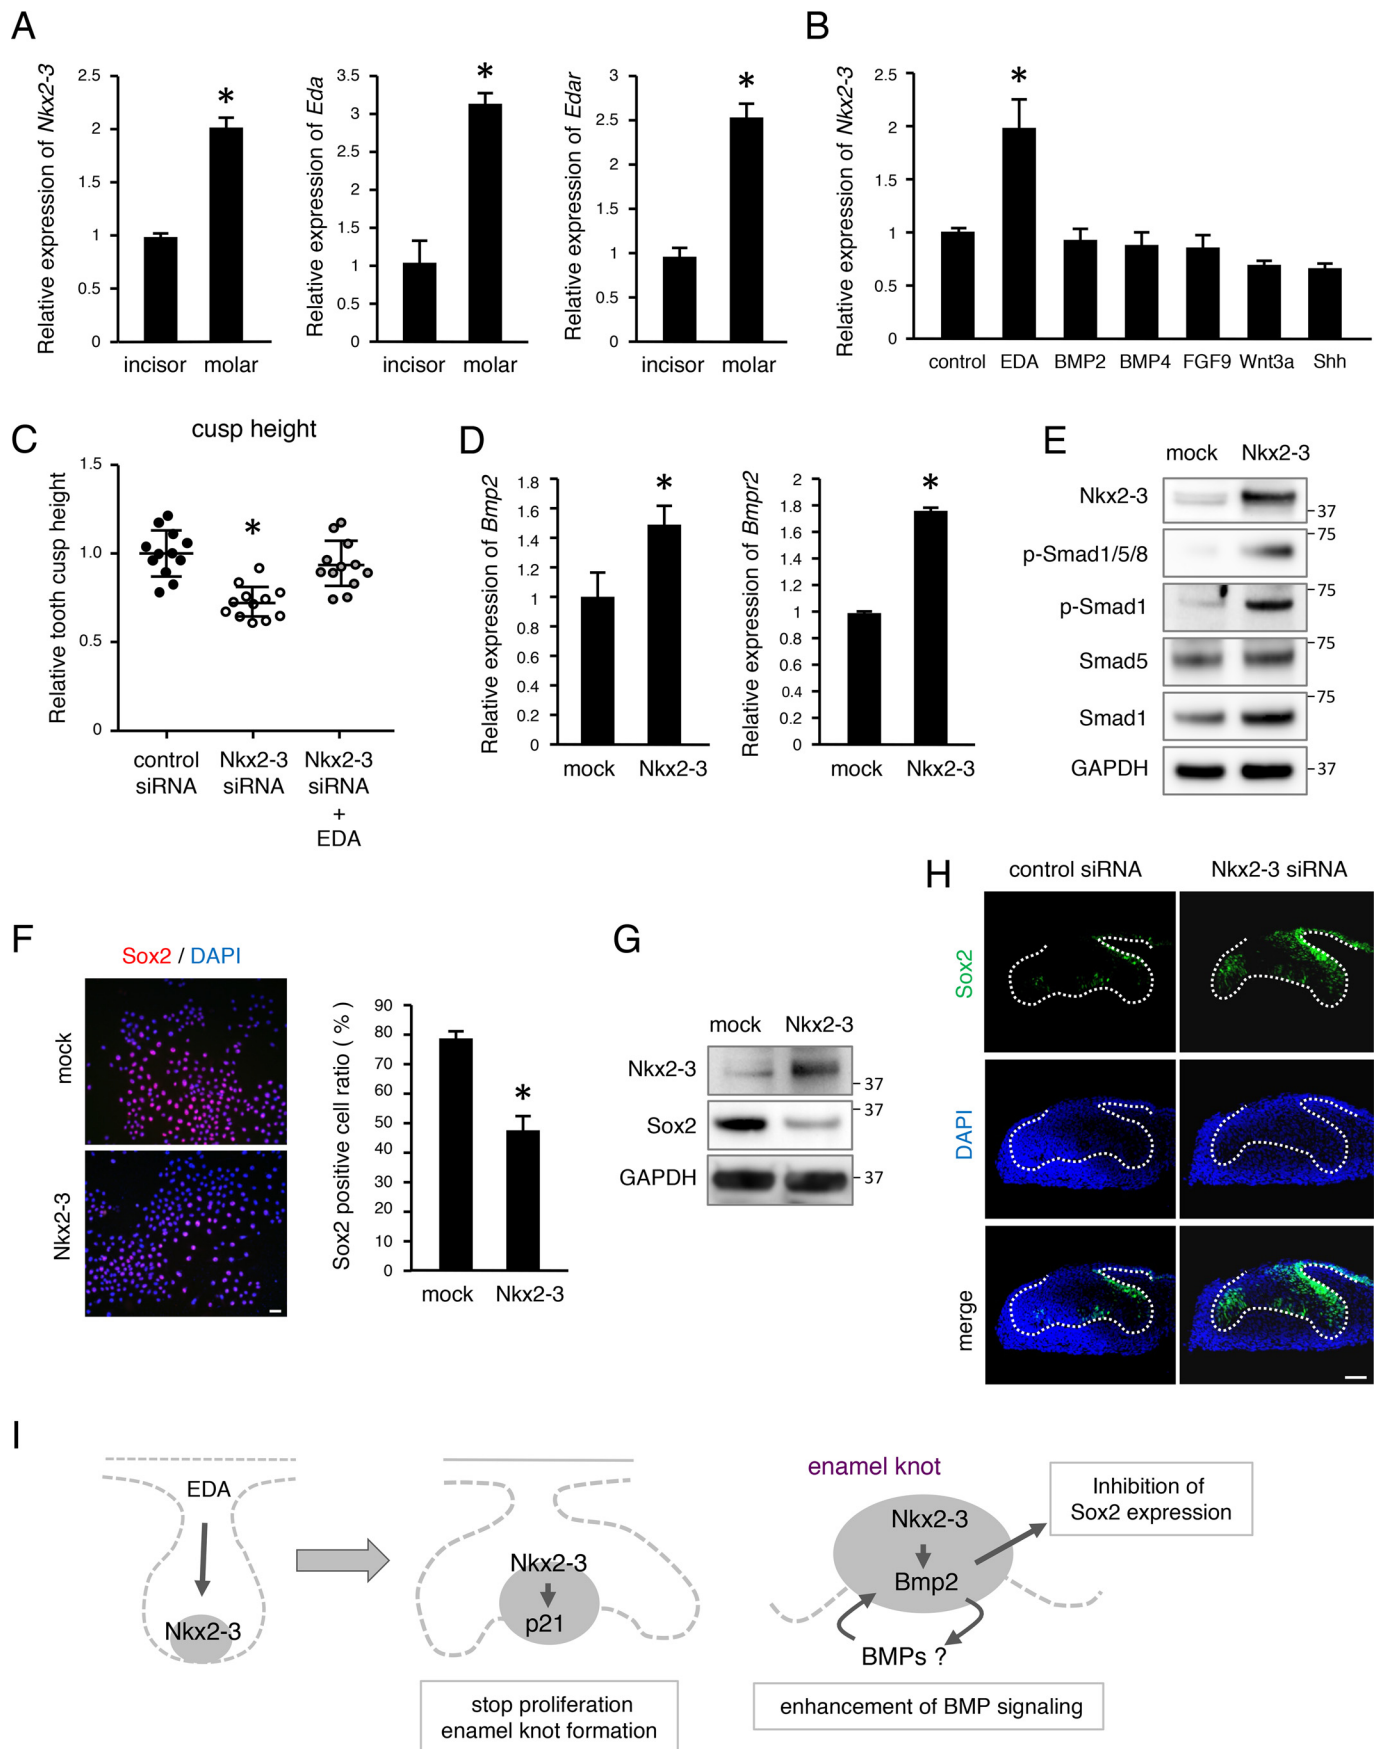 A
Relative expression of Nkx2-3
2.5
2
1.5
1
0.5
0
incisor
molar
*
Relative expression of Eda
3.5
3
2.5
2
1.5
1
0.5
0
incisor
molar
*
Relative expression of Edar
3
2.5
2
1.5
1
0.5
0
incisor
molar
*
B
Relative expression of Nkx2-3
2.5
2
1.5
1
0.5
0
*
control
EDA
BMP2
BMP4
FGF9
Wnt3a
Shh
C
cusp height
Relative tooth cusp height
1.5
1.0
0.5
0
*
control
siRNA
Nkx2-3
siRNA
Nkx2-3
siRNA
+
EDA
D
Relative expression of Bmp2
1.8
1.6
1.4
1.2
1
0.8
0.6
0.4
0.2
0
*
mock
Nkx2-3
Relative expression of Bmpr2
2
1.8
1.6
1.4
1.2
1
0.8
0.6
0.4
0.2
0
*
mock
Nkx2-3
E
mock
Nkx2-3
Nkx2-3
37
75
p-Smad1/5/8
75
p-Smad1
75
Smad5
75
Smad1
GAPDH
37
F
Sox2 / DAPI
mock
Nkx2-3
Sox2 positive cell ratio ( % )
90
80
70
60
50
40
30
20
10
0
*
mock
Nkx2-3
G
mock
Nkx2-3
Nkx2-3
37
37
Sox2
GAPDH
37
H
control siRNA
Nkx2-3 siRNA
Sox2
DAPI
merge
I
EDA
Nkx2-3
Nkx2-3
p21
stop proliferation
enamel knot formation
enamel knot
Nkx2-3
Bmp2
BMPs ?
Inhibition of
Sox2 expression
enhancement of BMP signaling